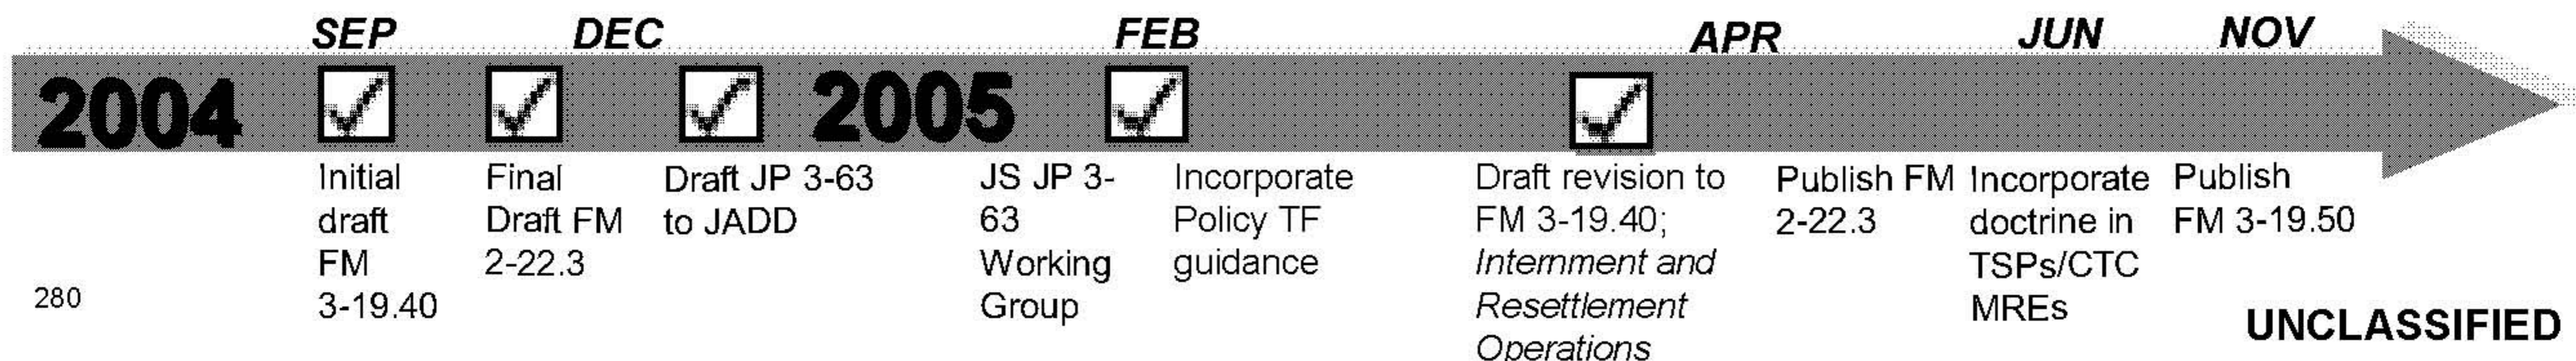 SEP DEC FEB APR JUN NOV
2004 2005
Initial
draft
FM
3-19.40
Final
Draft FM
2-22.3
Draft JP 3-63
to JADD
JS JP 3-
63
Working
Group
Incorporate
Policy TF
guidance
Draft revision to
FM 3-19.40;
Internment and
Resettlement
Operations
Publish FM
2-22.3
Incorporate
doctrine in
TSPs/CTC
MREs
Publish
FM 3-19.50
280
UNCLASSIFIED